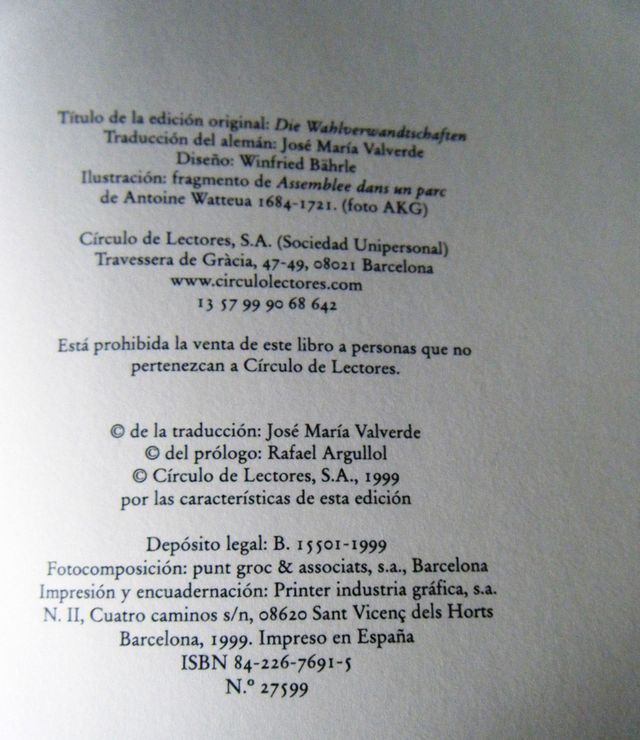 Título de la edición original: Die Wahlverwandtschaften
Traducción del alemán: José María Valverde
Diseño: Winfried Bährle
Ilustración: fragmento de Assemblee dans un parc
de Antoine Watteua 1684-1721. (foto AKG)
Círculo de Lectores, S.A. (Sociedad Unipersonal)
Travessera de Gràcia, 47-49, 08021 Barcelona
www.circulolectores.com
13 57 99 90 68 642
Está prohibida la venta de este libro a personas que no
pertenezcan a Círculo de Lectores.
© de la traducción: José María Valverde
© del prólogo: Rafael Argullol
© Círculo de Lectores, S.A., 1999
por las características de esta edición
Depósito legal: B. 15501-1999
Fotocomposición: punt groc & associats, s.a., Barcelona
Impresión y encuadernación: Printer industria gráfica, s.a.
N. II, Cuatro caminos s/n, 08620 Sant Vicenç dels Horts
Barcelona, 1999. Impreso en España
ISBN 84-226-7691-5
N.º 27599